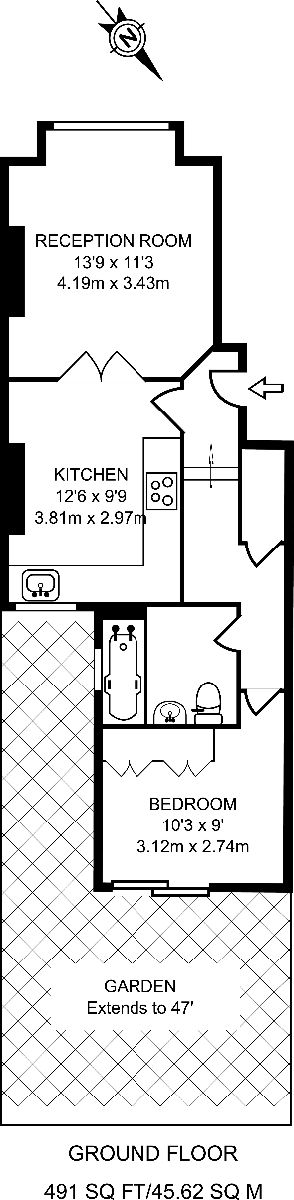 N
RECEPTION ROOM
13'9 x 11'3
4.19m x 3.43m
KITCHEN
12'6 x 9'9
3.81m x 2.97m
BEDROOM
10'3 x 9'
3.12m x 2.74m
GARDEN
Extends to 47'
GROUND FLOOR
491 SQ FT/45.62 SQ M